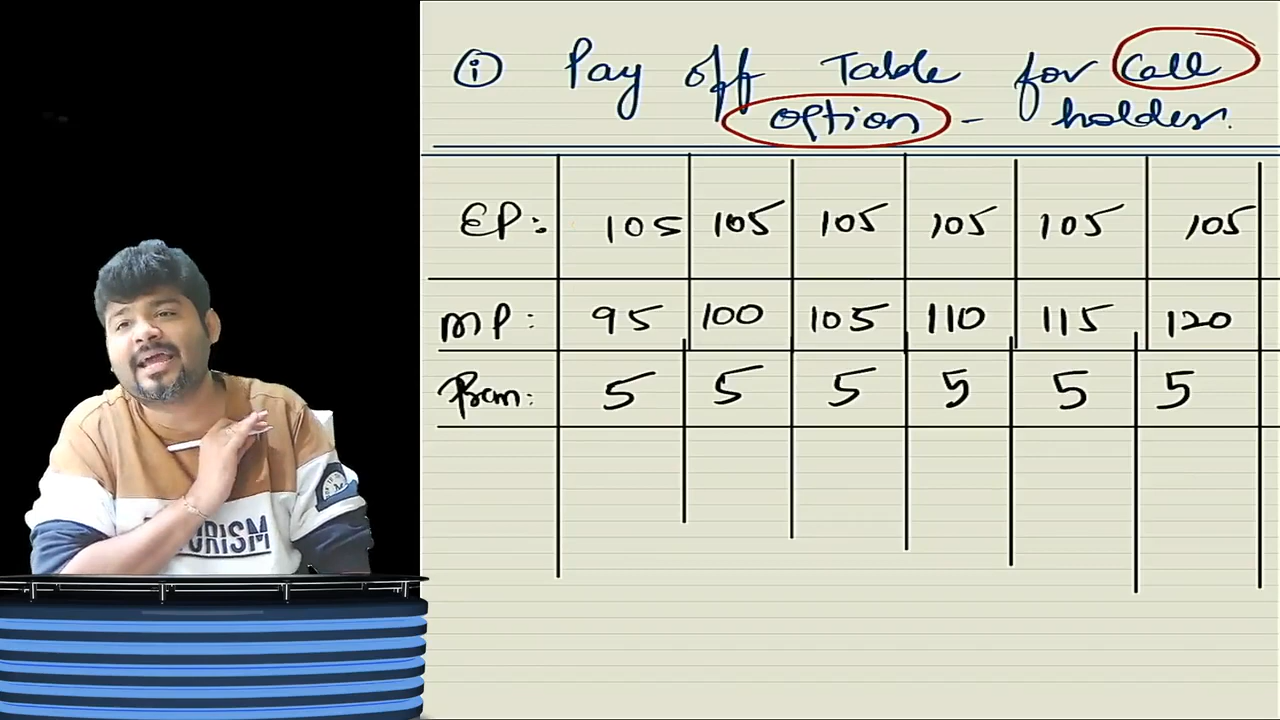 i Pay off Table for Call
option - holder.
EP: 105 105 105 105 105 105
MP: 95 100 105 110 115 120
Prem: 5 5 5 5 5 5